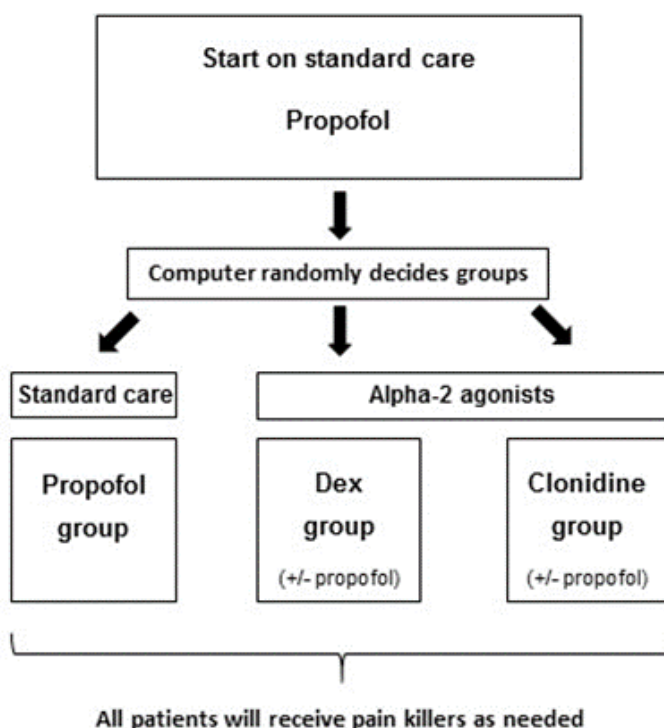 Start on standard care
Propofol
Computer randomly decides groups
Standard care
Alpha-2 agonists
Propofol
group
Dex
group
(+/- propofol)
Clonidine
group
(+/- propofol)
All patients will receive pain killers as needed